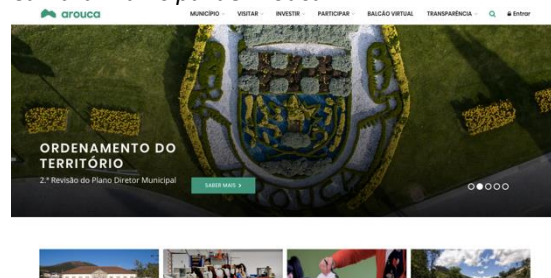 arouca
MUNICÍPIO VISITAR INVESTIR PARTICIPAR BALCÃO VIRTUAL TRANSPARÊNCIA Entrar
AROUCA
ORDENAMENTO DO
TERRITÓRIO
2.ª Revisão do Plano Diretor Municipal
SABER MAIS >